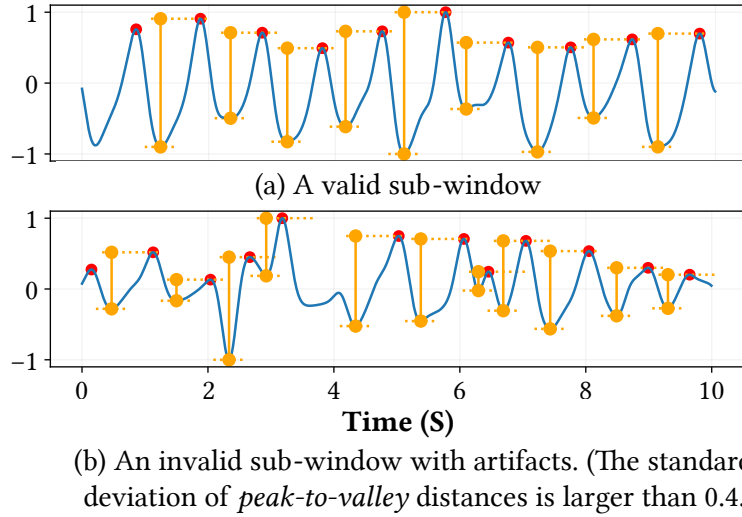 1
0
−1
(a) A valid sub-window
1
0
−1
0 2 4 6 8 10
Time (S)
(b) An invalid sub-window with artifacts. (The standard
deviation of peak-to-valley distances is larger than 0.4.